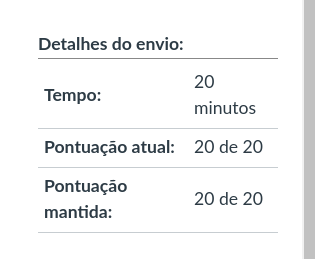 Detalhes do envio:
Tempo: 20
minutos
Pontuação atual: 20 de 20
Pontuação
mantida: 20 de 20